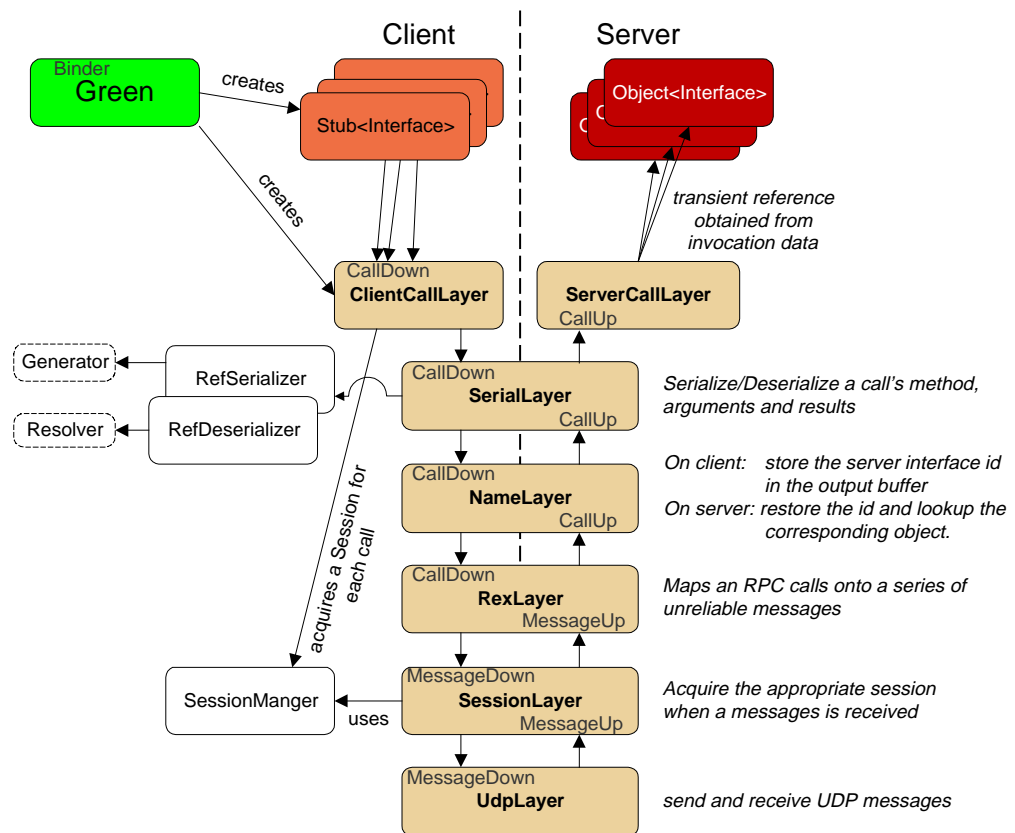 Client
Server
Binder
Green
creates
Stub<Interface>
Object<Interface>
creates
transient reference
obtained from
invocation data
CallDown
ClientCallLayer
ServerCallLayer
CallUp
Generator
RefSerializer
Resolver
RefDeserializer
CallDown
SerialLayer
CallUp
Serialize/Deserialize a call's method,
arguments and results
acquires a Session for
each call
CallDown
NameLayer
CallUp
On client: store the server interface id
in the output buffer
On server: restore the id and lookup the
corresponding object.
CallDown
RexLayer
MessageUp
Maps an RPC calls onto a series of
unreliable messages
SessionManger
uses
MessageDown
SessionLayer
MessageUp
Acquire the appropriate session
when a messages is received
MessageDown
UdpLayer
send and receive UDP messages